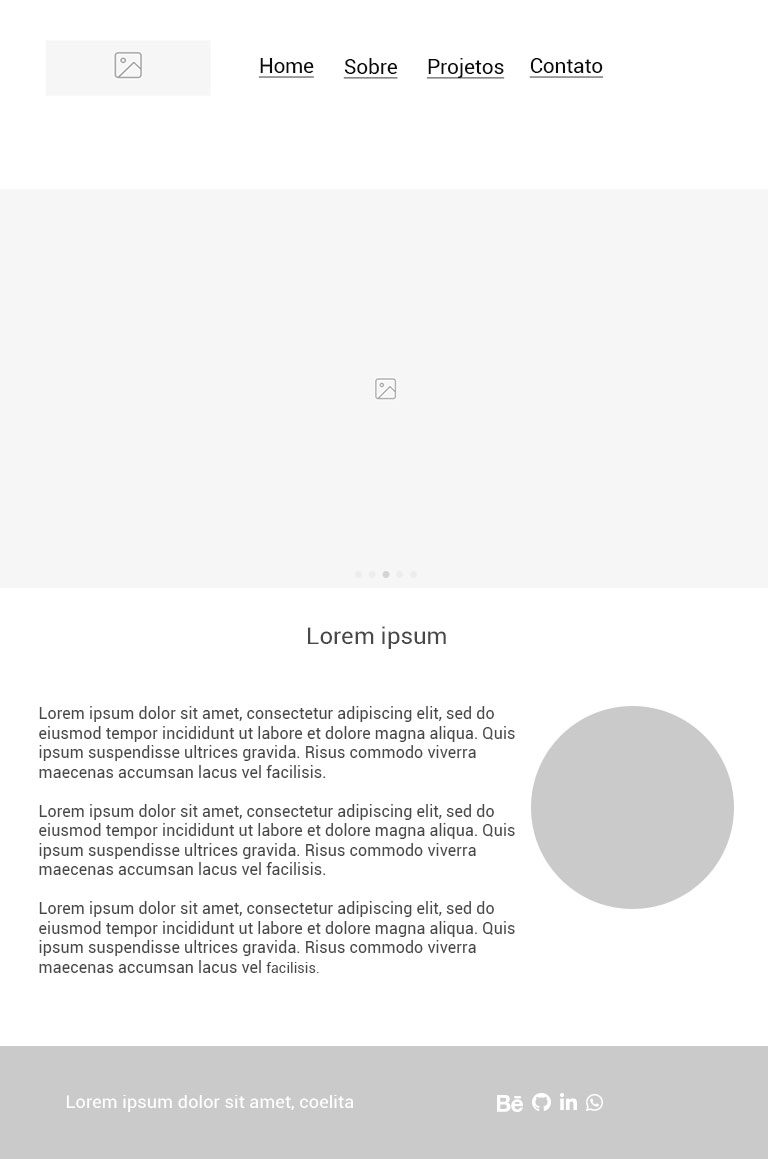 Home Sobre Projetos Contato
Lorem ipsum
Lorem ipsum dolor sit amet, consectetur adipiscing elit, sed do
eiusmod tempor incididunt ut labore et dolore magna aliqua. Quis
ipsum suspendisse ultrices gravida. Risus commodo viverra
maecenas accumsan lacus vel facilisis.
Lorem ipsum dolor sit amet, consectetur adipiscing elit, sed do
eiusmod tempor incididunt ut labore et dolore magna aliqua. Quis
ipsum suspendisse ultrices gravida. Risus commodo viverra
maecenas accumsan lacus vel facilisis.
Lorem ipsum dolor sit amet, consectetur adipiscing elit, sed do
eiusmod tempor incididunt ut labore et dolore magna aliqua. Quis
ipsum suspendisse ultrices gravida. Risus commodo viverra
maecenas accumsan lacus vel facilisis.
Lorem ipsum dolor sit amet, coelita Bē in